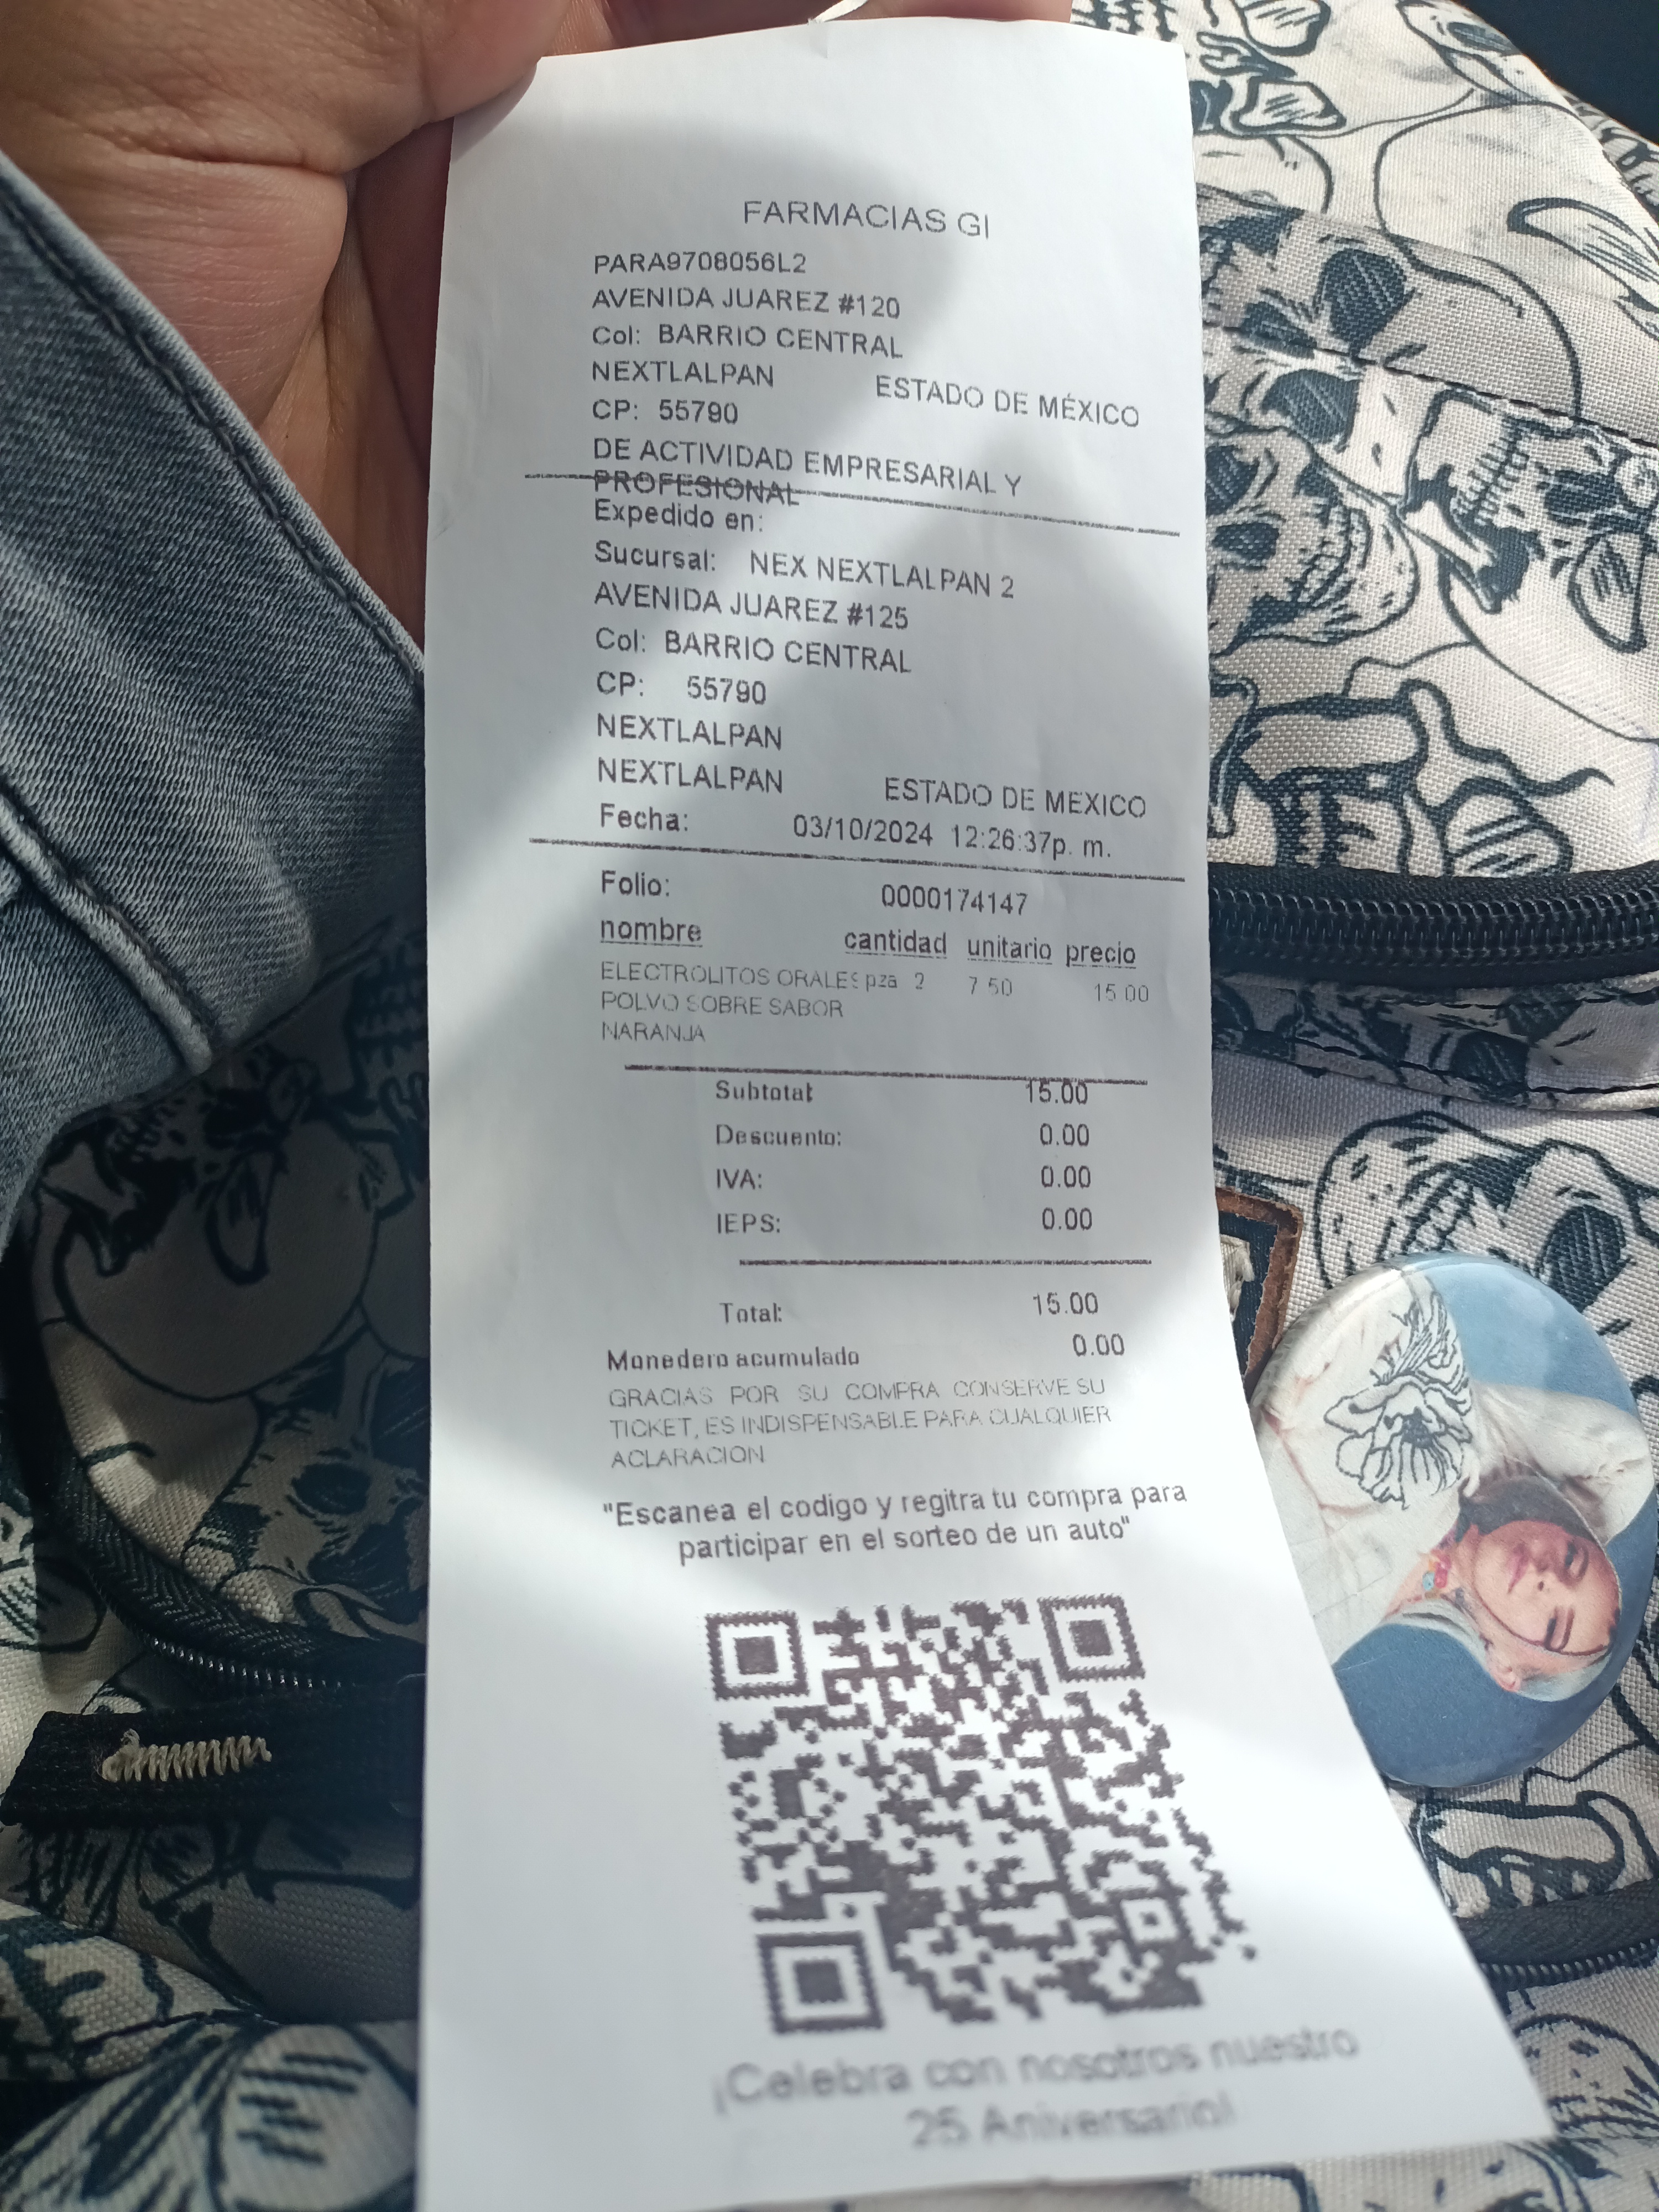 FARMACIAS GI
PARA9708056L2
AVENIDA JUAREZ #120
Col: BARRIO CENTRAL
NEXTLALPAN ESTADO DE MÉXICO
CP: 55790
DE ACTIVIDAD EMPRESARIAL Y
PROFESIONAL
Expedido en:
Sucursal: NEX NEXTLALPAN 2
AVENIDA JUAREZ #125
Col: BARRIO CENTRAL
CP: 55790
NEXTLALPAN
NEXTLALPAN ESTADO DE MEXICO
Fecha: 03/10/2024 12:26:37p. m.
Folio: 0000174147
nombre cantidad unitario precio
ELECTROLITOS ORALES pza 2 7.50 15.00
POLVO SOBRE SABOR
NARANJA
Subtotal: 15.00
Descuento: 0.00
IVA: 0.00
IEPS: 0.00
Total: 15.00
Monedero acumulado 0.00
GRACIAS POR SU COMPRA CONSERVE SU
TICKET, ES INDISPENSABLE PARA CUALQUIER
ACLARACION
"Escanea el codigo y regitra tu compra para
participar en el sorteo de un auto"
¡Celebra con nosotros nuestro
25 Aniversario!